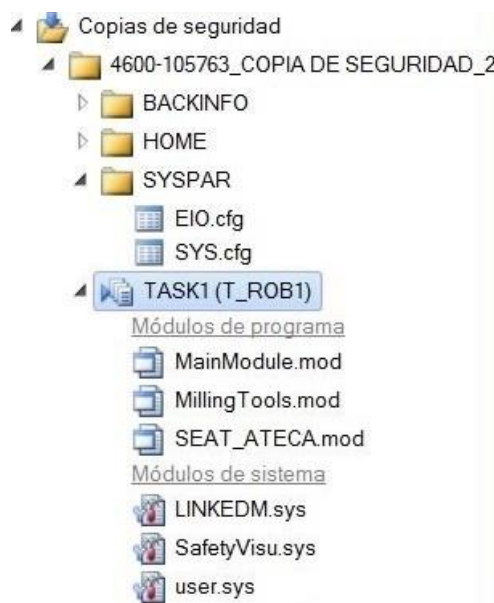 Copias de seguridad
4600-105763_COPIA DE SEGURIDAD_2
BACKINFO
HOME
SYSPAR
EIO.cfg
SYS.cfg
TASK1 (T_ROB1)
Módulos de programa
MainModule.mod
MillingTools.mod
SEAT_ATECA.mod
Módulos de sistema
LINKEDM.sys
SafetyVisu.sys
user.sys